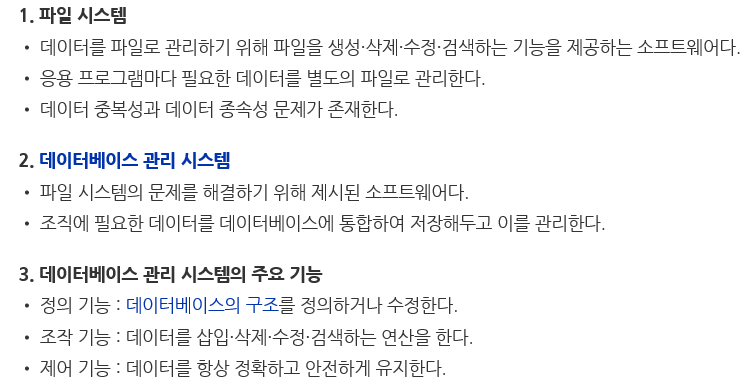 1. 파일 시스템
• 데이터를 파일로 관리하기 위해 파일을 생성·삭제·수정·검색하는 기능을 제공하는 소프트웨어다.
• 응용 프로그램마다 필요한 데이터를 별도의 파일로 관리한다.
• 데이터 중복성과 데이터 종속성 문제가 존재한다.
2. 데이터베이스 관리 시스템
• 파일 시스템의 문제를 해결하기 위해 제시된 소프트웨어다.
• 조직에 필요한 데이터를 데이터베이스에 통합하여 저장해두고 이를 관리한다.
3. 데이터베이스 관리 시스템의 주요 기능
• 정의 기능 : 데이터베이스의 구조를 정의하거나 수정한다.
• 조작 기능 : 데이터를 삽입·삭제·수정·검색하는 연산을 한다.
• 제어 기능 : 데이터를 항상 정확하고 안전하게 유지한다.